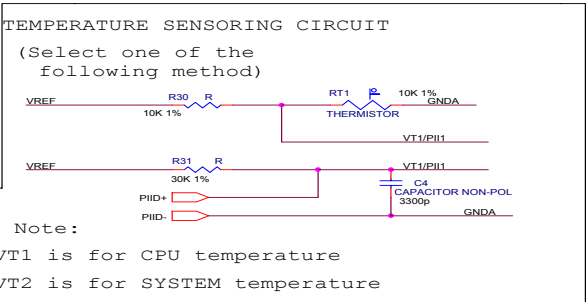 TEMPERATURE SENSORING CIRCUIT
(Select one of the
following method)
VREF R30 R RT1 10K 1% GNDA
10K 1% THERMISTOR
VT1/PII1
VREF R31 R VT1/PII1
30K 1% C4
CAPACITOR NON-POL
PIID+ 3300p
PIID- GNDA
Note:
VT1 is for CPU temperature
VT2 is for SYSTEM temperature